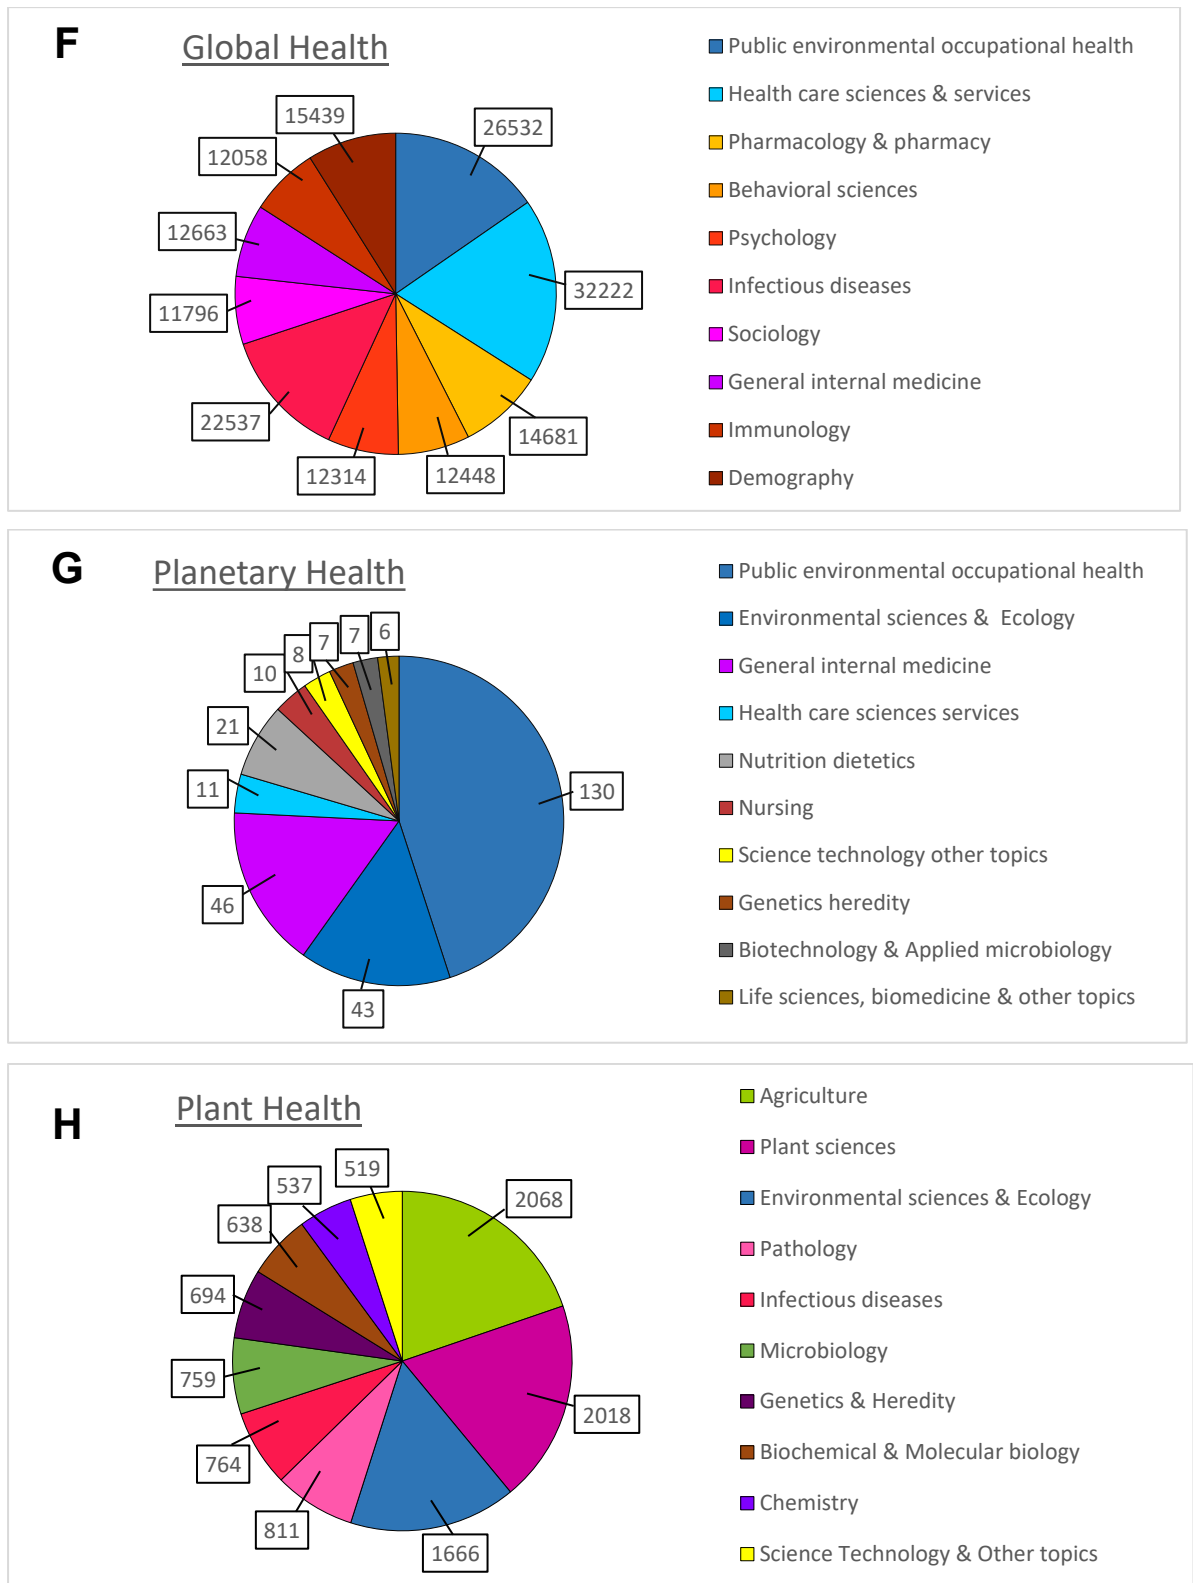 F
Global Health
15439
26532
12058
12663
32222
11796
22537
14681
12314
12448
Public environmental occupational health
Health care sciences & services
Pharmacology & pharmacy
Behavioral sciences
Psychology
Infectious diseases
Sociology
General internal medicine
Immunology
Demography
G
Planetary Health
6
7
7
8
10
21
11
130
46
43
Public environmental occupational health
Environmental sciences &  Ecology
General internal medicine
Health care sciences services
Nutrition dietetics
Nursing
Science technology other topics
Genetics heredity
Biotechnology & Applied microbiology
Life sciences, biomedicine & other topics
H
Plant Health
519
537
2068
638
694
759
2018
764
811
1666
Agriculture
Plant sciences
Environmental sciences & Ecology
Pathology
Infectious diseases
Microbiology
Genetics & Heredity
Biochemical & Molecular biology
Chemistry
Science Technology & Other topics